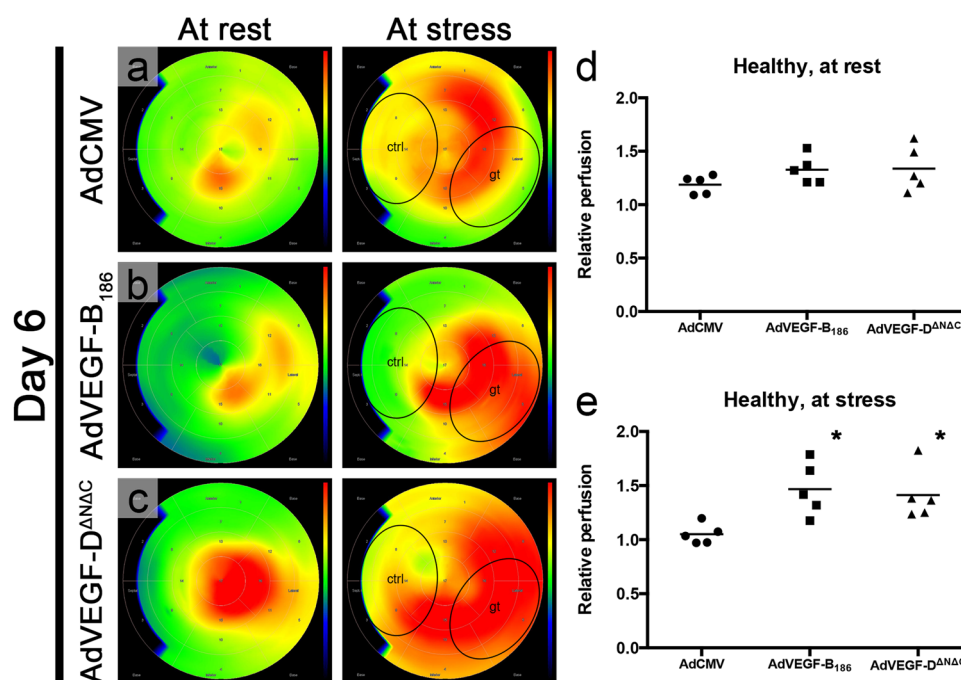 At rest
At stress
Day 6
AdCMV
a
ctrl
gt
AdVEGF-B186
b
ctrl
gt
AdVEGF-DΔNΔC
c
ctrl
gt
d
Healthy, at rest
Relative perfusion
2.0
1.5
1.0
0.5
0.0
AdCMV
AdVEGF-B186
AdVEGF-DΔNΔC
e
Healthy, at stress
Relative perfusion
2.0
1.5
1.0
0.5
0.0
*
*
AdCMV
AdVEGF-B186
AdVEGF-DΔNΔC